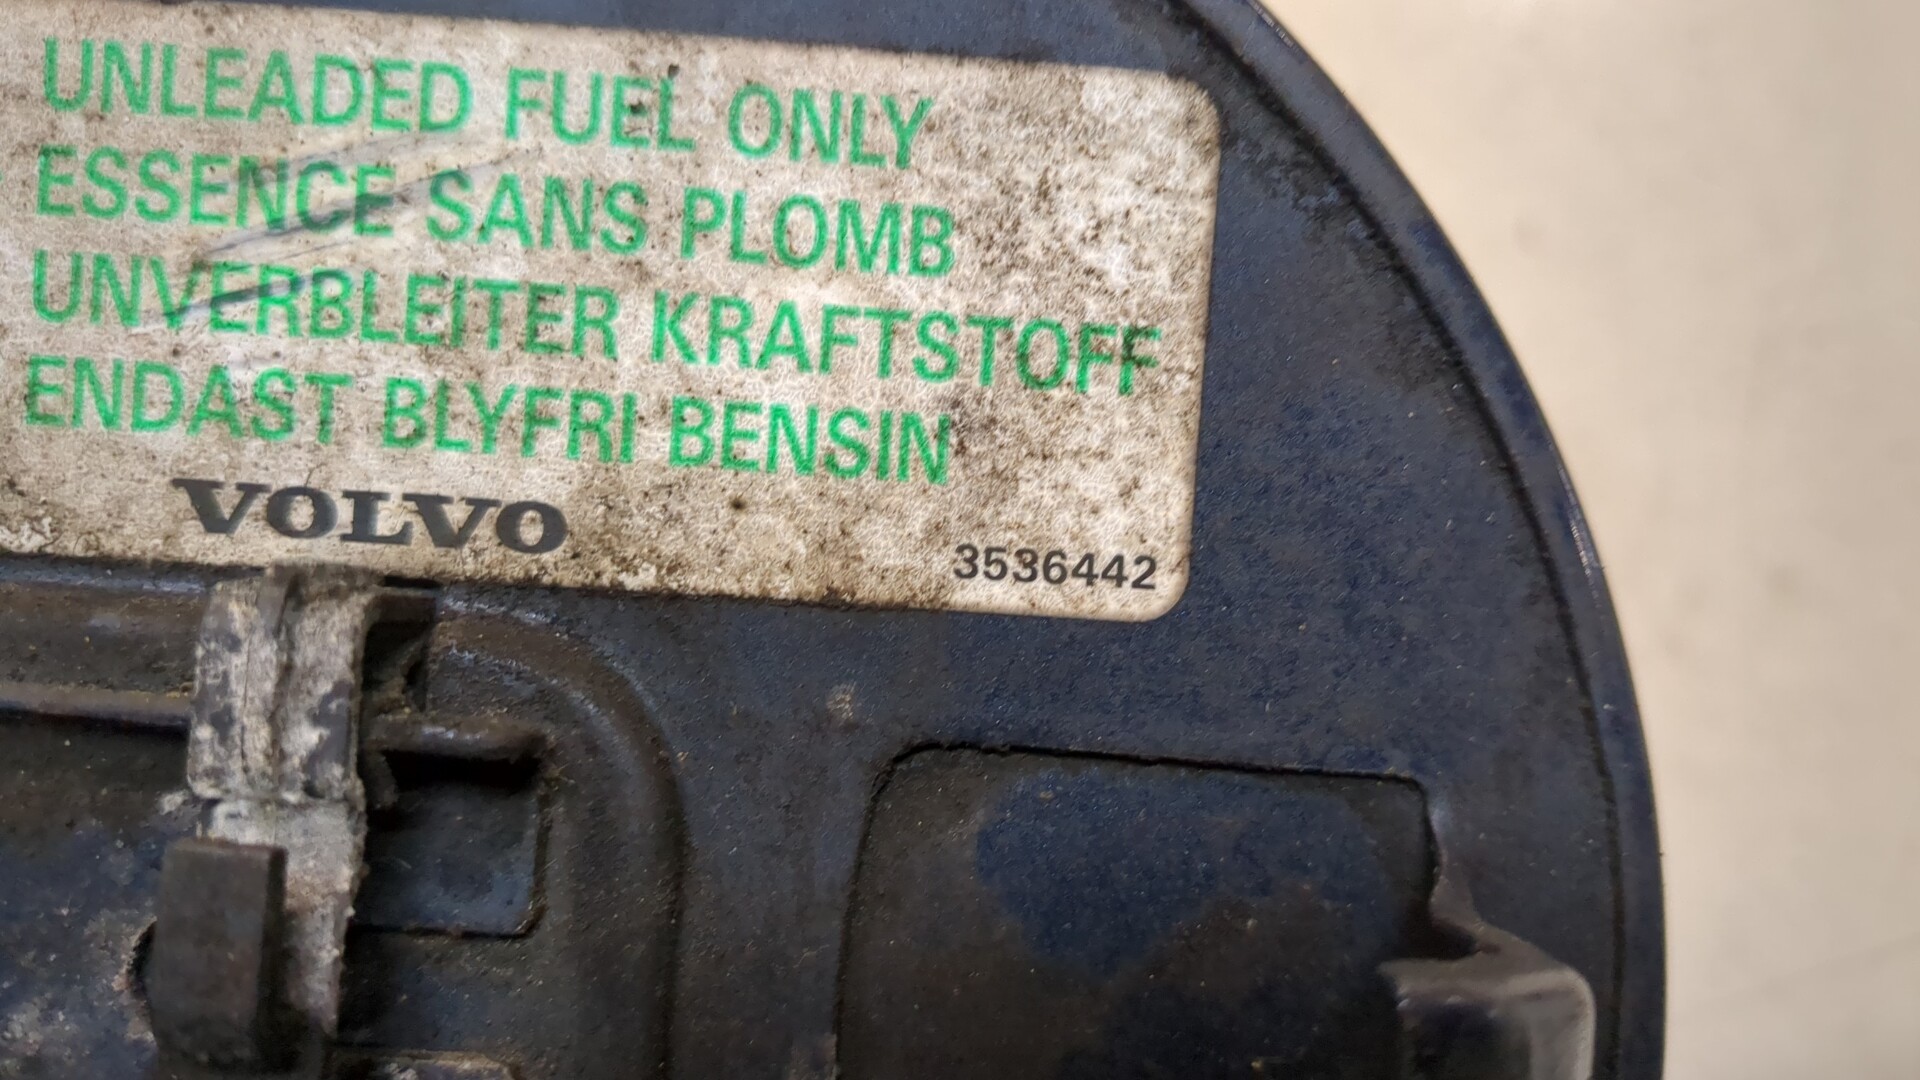 UNLEADED FUEL ONLY
ESSENCE SANS PLOMB
UNVERBLEITER KRAFTSTOFF
ENDAST BLYFRI BENSIN
VOLVO
3536442